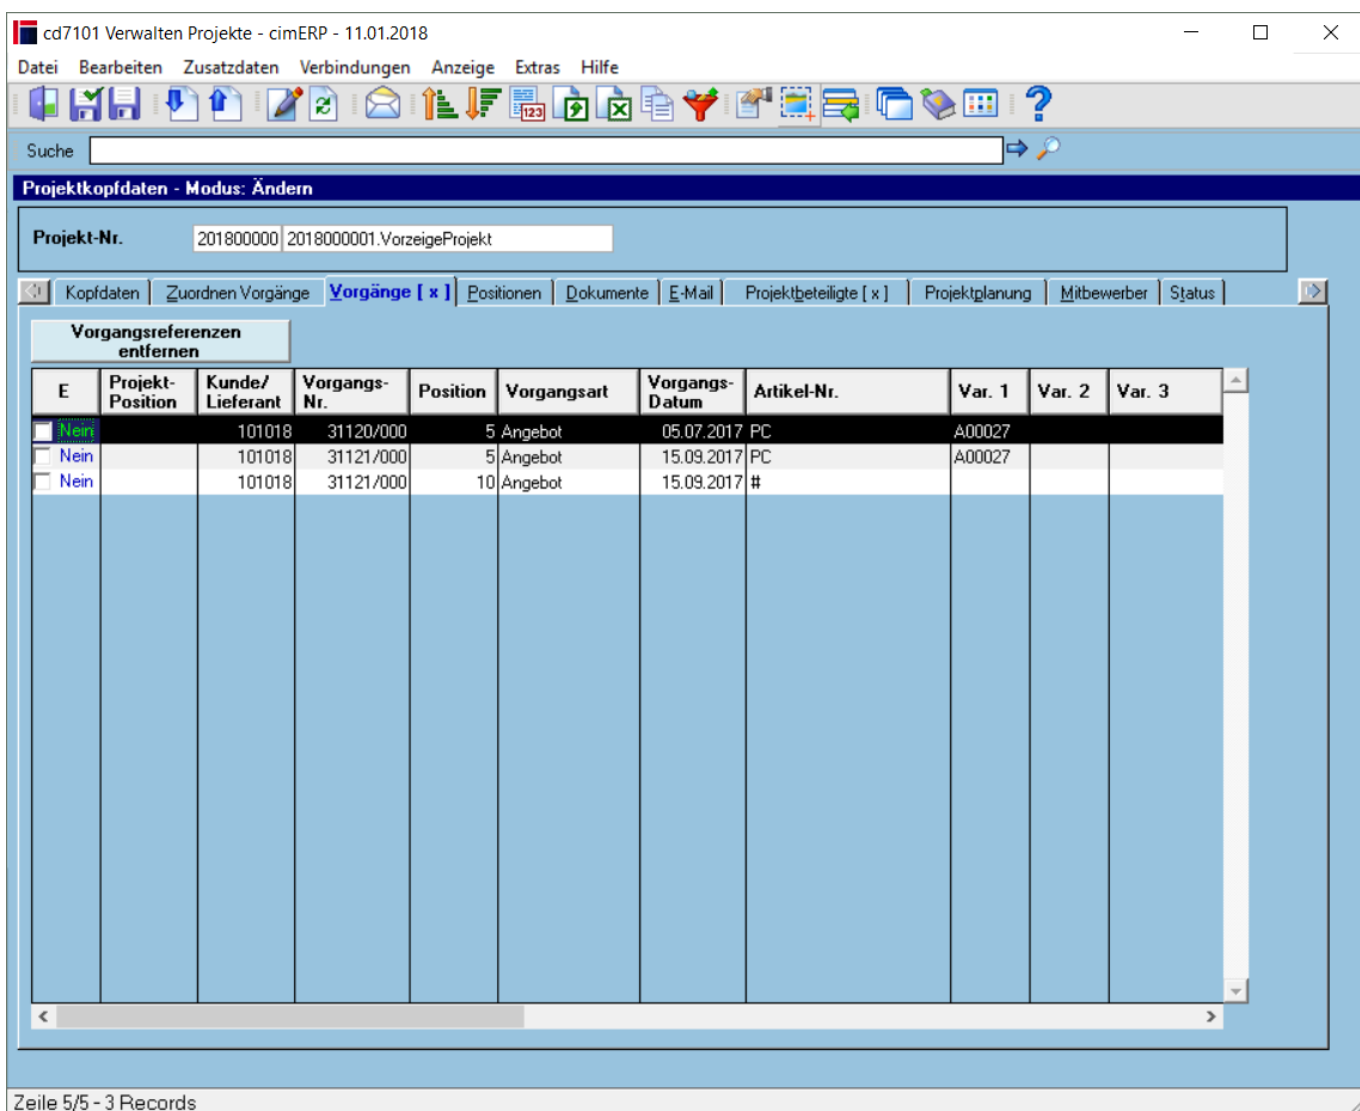 cd7101 Verwalten Projekte - cimERP - 11.01.2018
Datei Bearbeiten Zusatzdaten Verbindungen Anzeige Extras Hilfe
123
Suche
Projektkopfdaten - Modus: Ändern
Projekt-Nr. 201800000 2018000001.VorzeigeProjekt
Kopfdaten Zuordnen Vorgänge Vorgänge [ x ] Positionen Dokumente E-Mail Projektbeteiligte [ x ] Projektplanung Mitbewerber Status
Vorgangsreferenzen
entfernen
E Projekt-Position Kunde/Lieferant Vorgangs-Nr. Position Vorgangsart Vorgangs-Datum Artikel-Nr. Var. 1 Var. 2 Var. 3
Nein 101018 31120/000 5 Angebot 05.07.2017 PC A00027
Nein 101018 31121/000 5 Angebot 15.09.2017 PC A00027
Nein 101018 31121/000 10 Angebot 15.09.2017 #
Zeile 5/5 - 3 Records